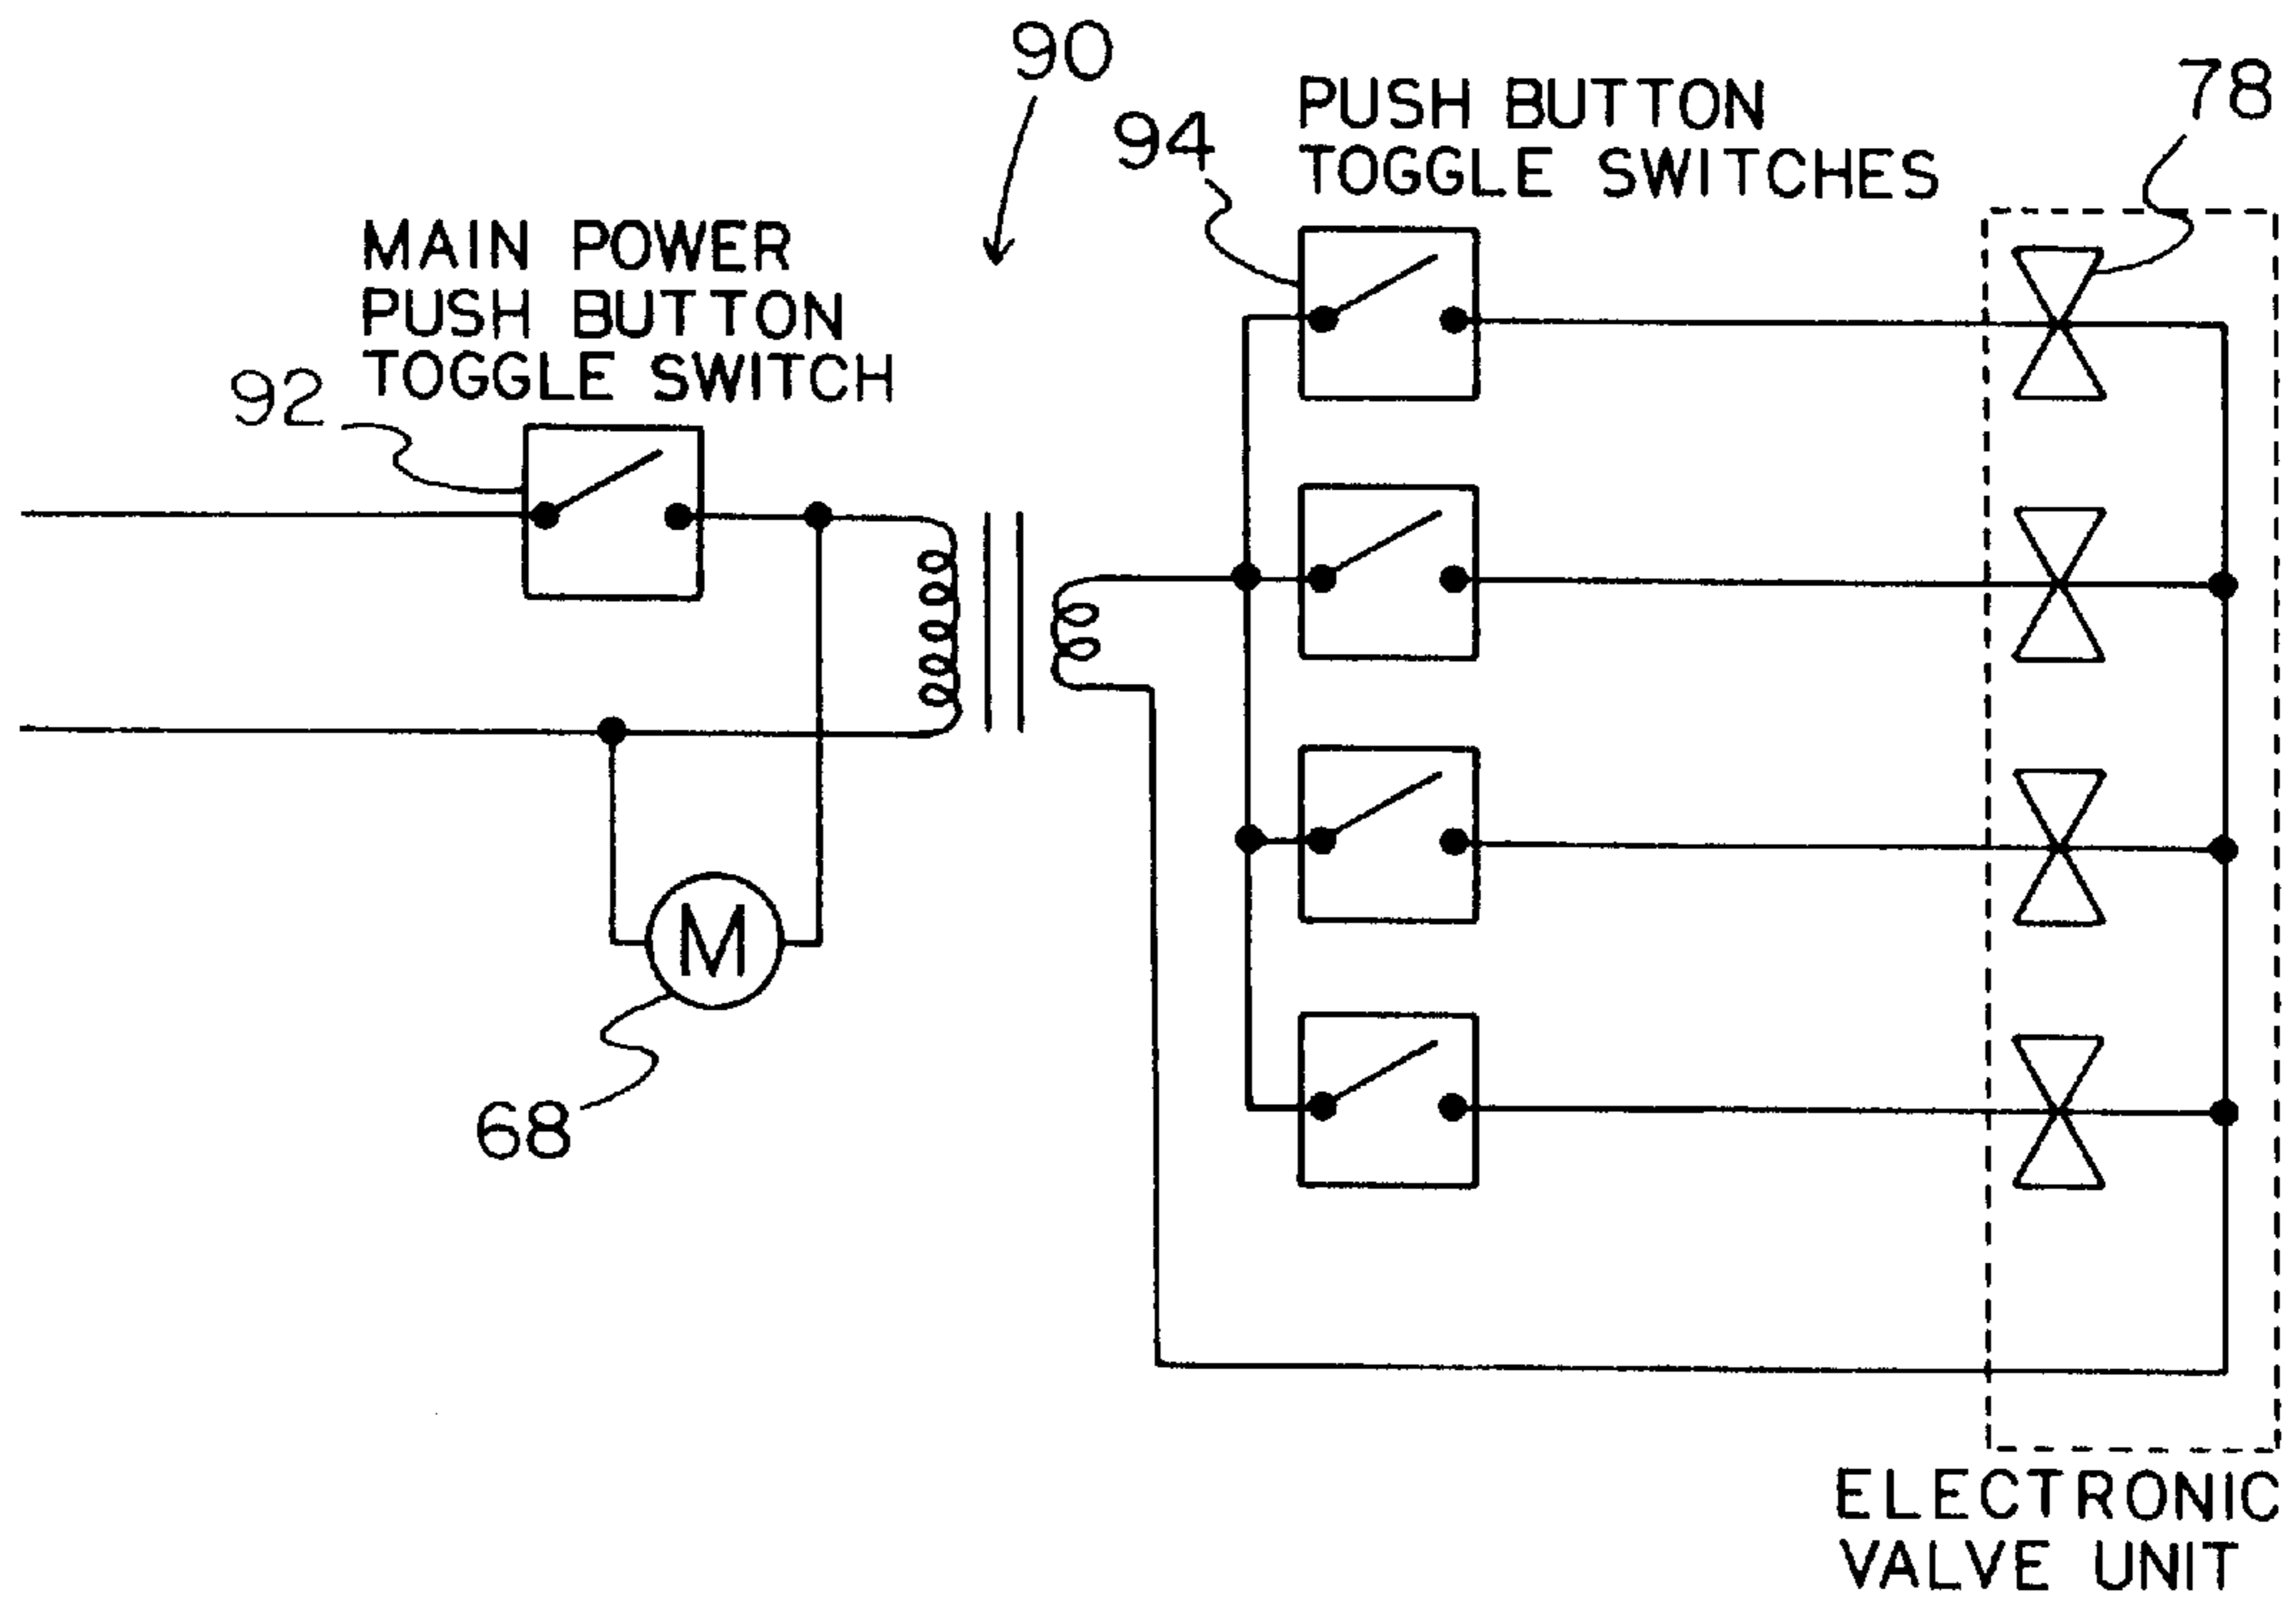 90
78
94
PUSH BUTTON
TOGGLE SWITCHES
MAIN POWER
PUSH BUTTON
TOGGLE SWITCH
92
M
68
ELECTRONIC
VALVE UNIT